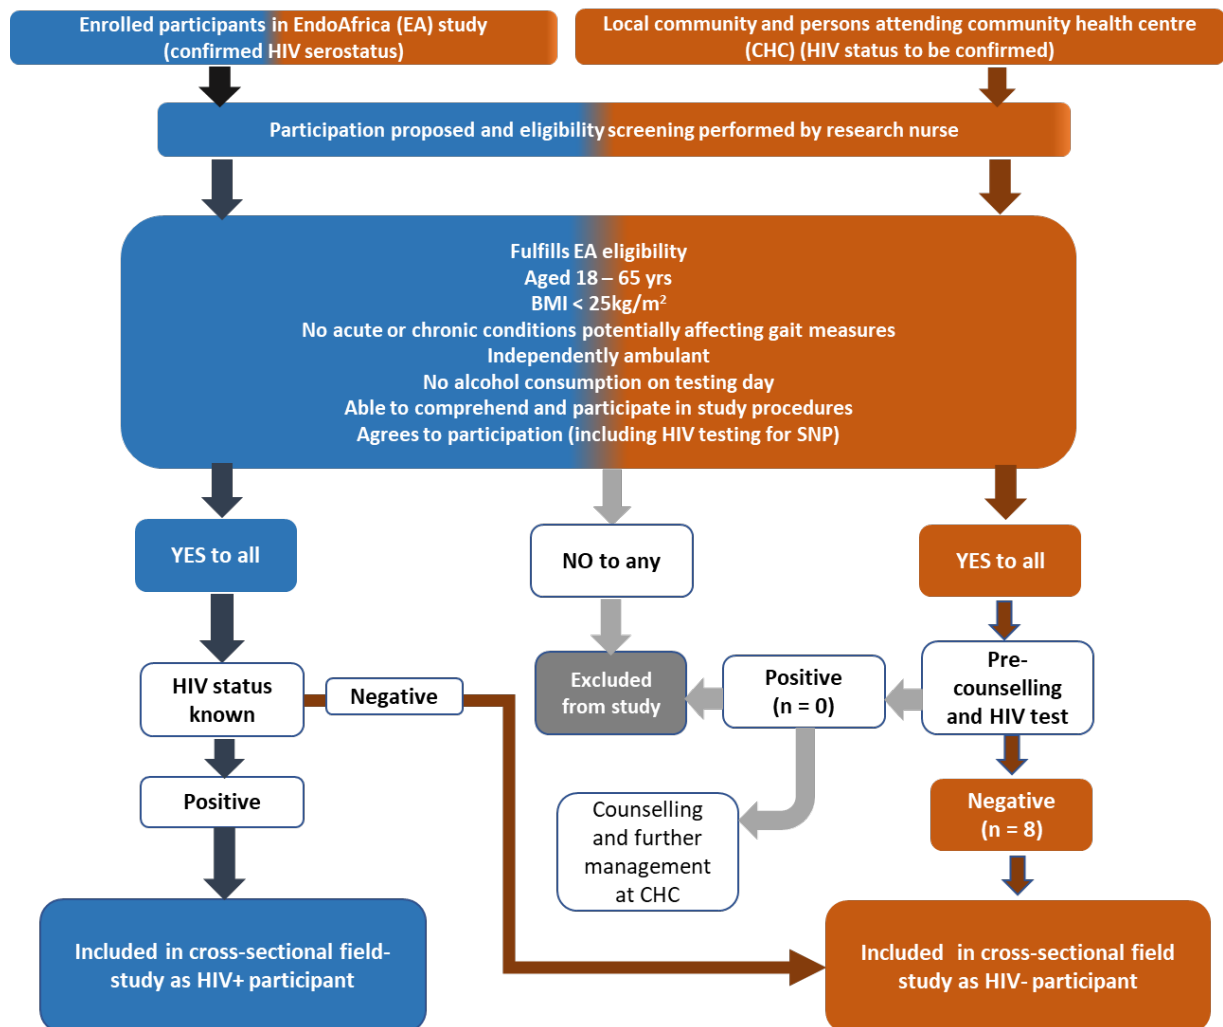 Enrolled participants in EndoAfrica (EA) study
(confirmed HIV serostatus)
Local community and persons attending community health centre
(CHC) (HIV status to be confirmed)
Participation proposed and eligibility screening performed by research nurse
Fulfills EA eligibility
Aged 18 – 65 yrs
BMI < 25kg/m²
No acute or chronic conditions potentially affecting gait measures
Independently ambulant
No alcohol consumption on testing day
Able to comprehend and participate in study procedures
Agrees to participation (including HIV testing for SNP)
YES to all
NO to any
YES to all
HIV status
known
Negative
Excluded
from study
Positive
(n = 0)
Pre-
counselling
and HIV test
Positive
Counselling
and further
management
at CHC
Negative
(n = 8)
Included in cross-sectional field-
study as HIV+ participant
Included in cross-sectional field
study as HIV- participant